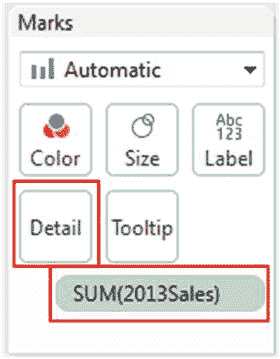 Marks
Automatic
Color
Size
Abc
123
Label
Detail
Tooltip
SUM(2013Sales)